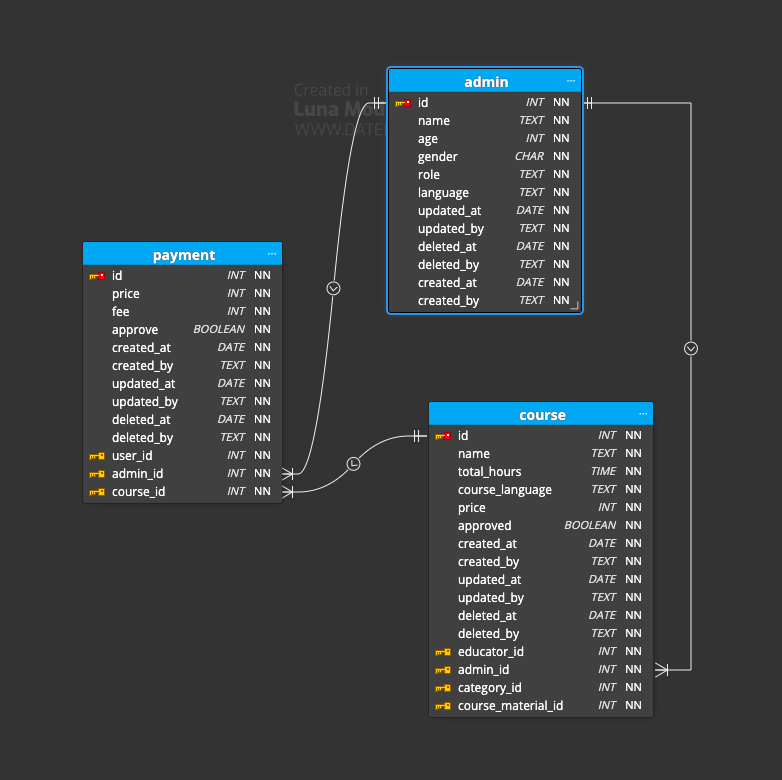 Created in
Luna
admin ...
id INT NN
name TEXT NN
age INT NN
gender CHAR NN
role TEXT NN
language TEXT NN
updated_at DATE NN
updated_by TEXT NN
deleted_at DATE NN
deleted_by TEXT NN
created_at DATE NN
created_by TEXT NN
payment ...
id INT NN
price INT NN
fee INT NN
approve BOOLEAN NN
created_at DATE NN
created_by TEXT NN
updated_at DATE NN
updated_by TEXT NN
deleted_at DATE NN
deleted_by TEXT NN
user_id INT NN
admin_id INT NN
course_id INT NN
course ...
id INT NN
name TEXT NN
total_hours TIME NN
course_language TEXT NN
price INT NN
approved BOOLEAN NN
created_at DATE NN
created_by TEXT NN
updated_at DATE NN
updated_by TEXT NN
deleted_at DATE NN
deleted_by TEXT NN
educator_id INT NN
admin_id INT NN
category_id INT NN
course_material_id INT NN